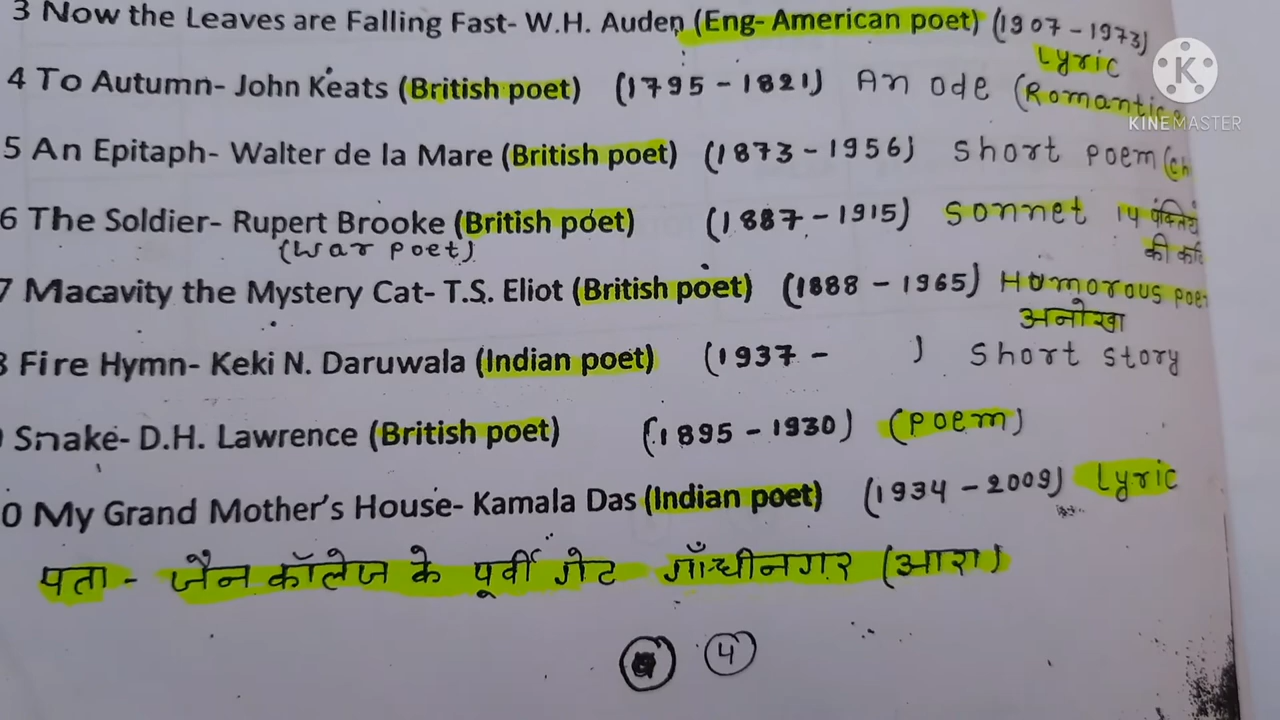 3 Now the Leaves are Falling Fast- W.H. Auden (Eng- American poet) (1907-1973)
Lyric
4 To Autumn- John Keats (British poet) (1795-1821) An ode (Romantic
5 An Epitaph- Walter de la Mare (British poet) (1873-1956) Short poem (
6 The Soldier- Rupert Brooke (British poet) (1887-1915) Sonnet 14 पंक्तियों
(War poet) की
7 Macavity the Mystery Cat- T.S. Eliot (British poet) (1888-1965) Humorous poe
अनोखा
8 Fire Hymn- Keki N. Daruwala (Indian poet) (1937- ) Short story
Snake- D.H. Lawrence (British poet) (1895-1930) (Poem)
0 My Grand Mother's House- Kamala Das (Indian poet) (1934-2009) Lyric
पता - जैन कॉलेज के पूर्वी गेट गाँधीनगर (आरा)
4
K
KINEMASTER